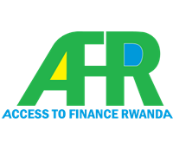 AFR
ACCESS TO FINANCE RWANDA